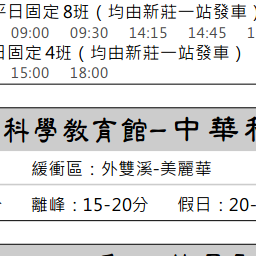 平日固定8班（均由新莊一站發車）
09:00 09:30 14:15 14:45
日固定4班（均由新莊一站發車）
15:00 18:00
科學教育館－中華
緩衝區：外雙溪-美麗華
離峰：15-20分 假日：20-